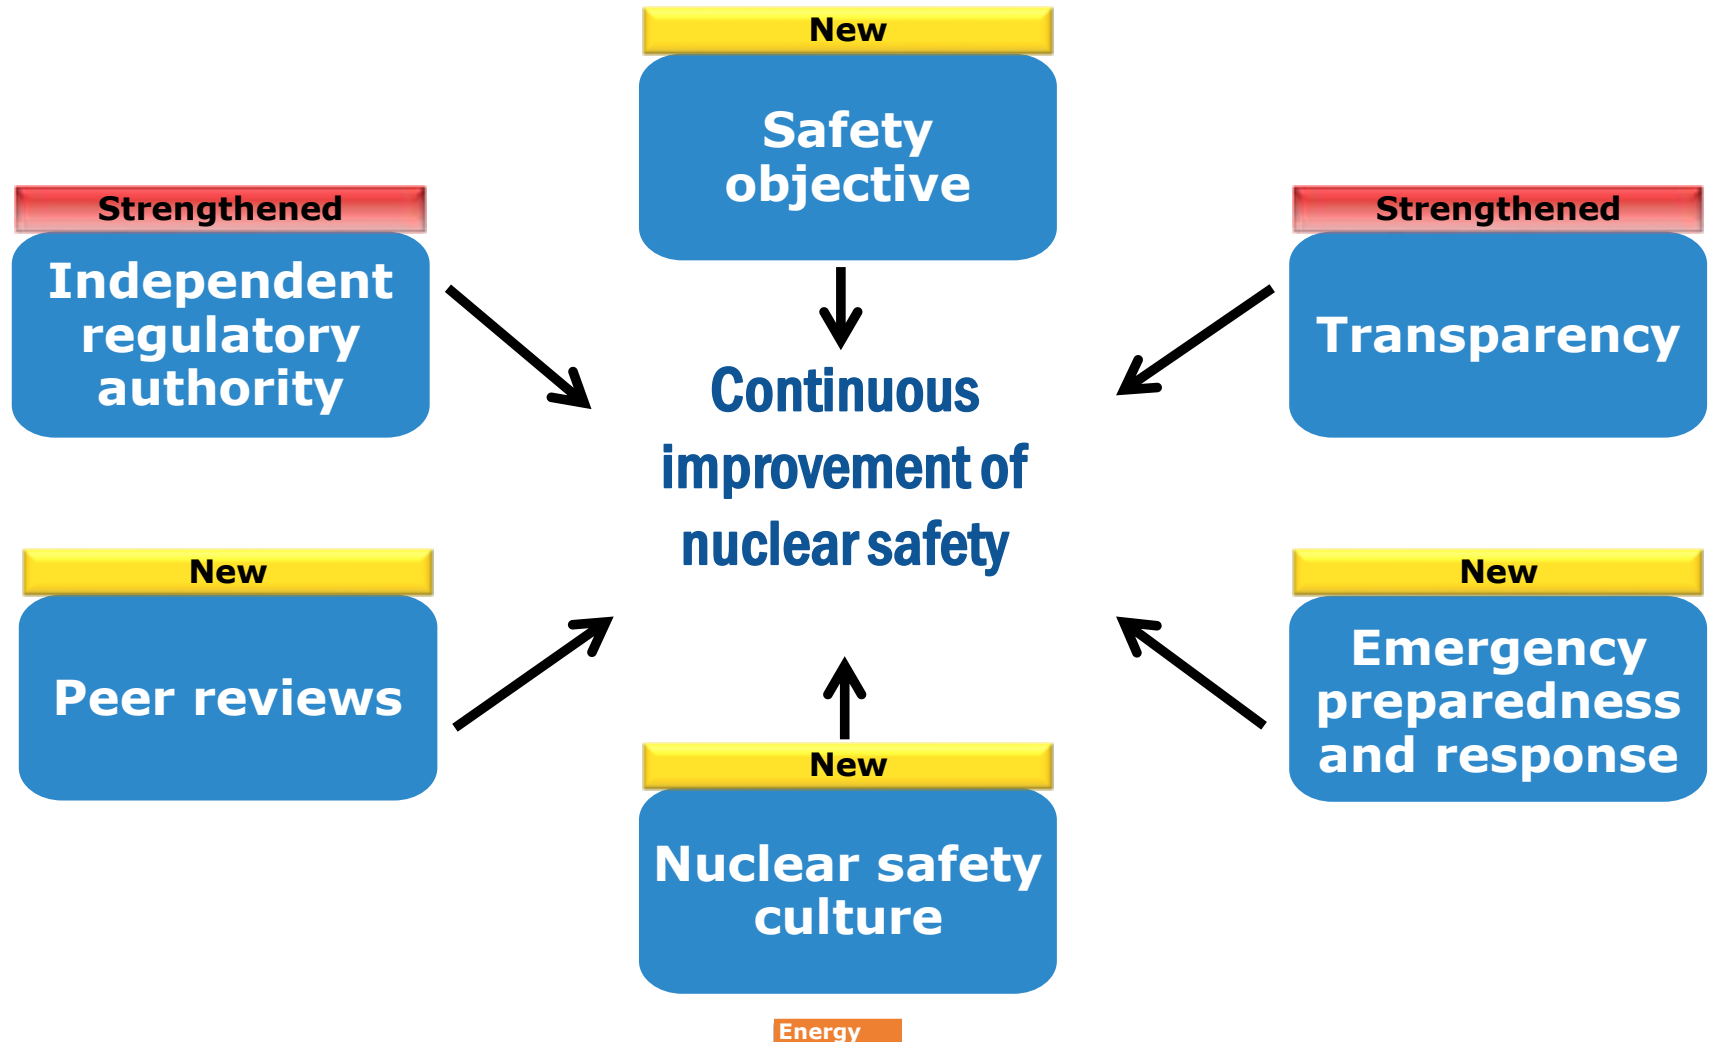 New
Safety
objective
Strengthened
Independent
regulatory
authority
Strengthened
Transparency
Continuous
improvement of
nuclear safety
New
Peer reviews
New
Emergency
preparedness
and response
New
Nuclear safety
culture
Energy